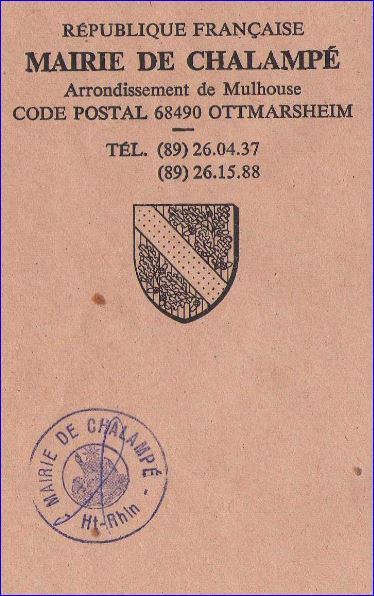 RÉPUBLIQUE FRANÇAISE
MAIRIE DE CHALAMPÉ
Arrondissement de Mulhouse
CODE POSTAL 68490 OTTMARSHEIM
TÉL. (89) 26.04.37
(89) 26.15.88
MAIRIE DE CHALAMPÉ
Ht-Rhin